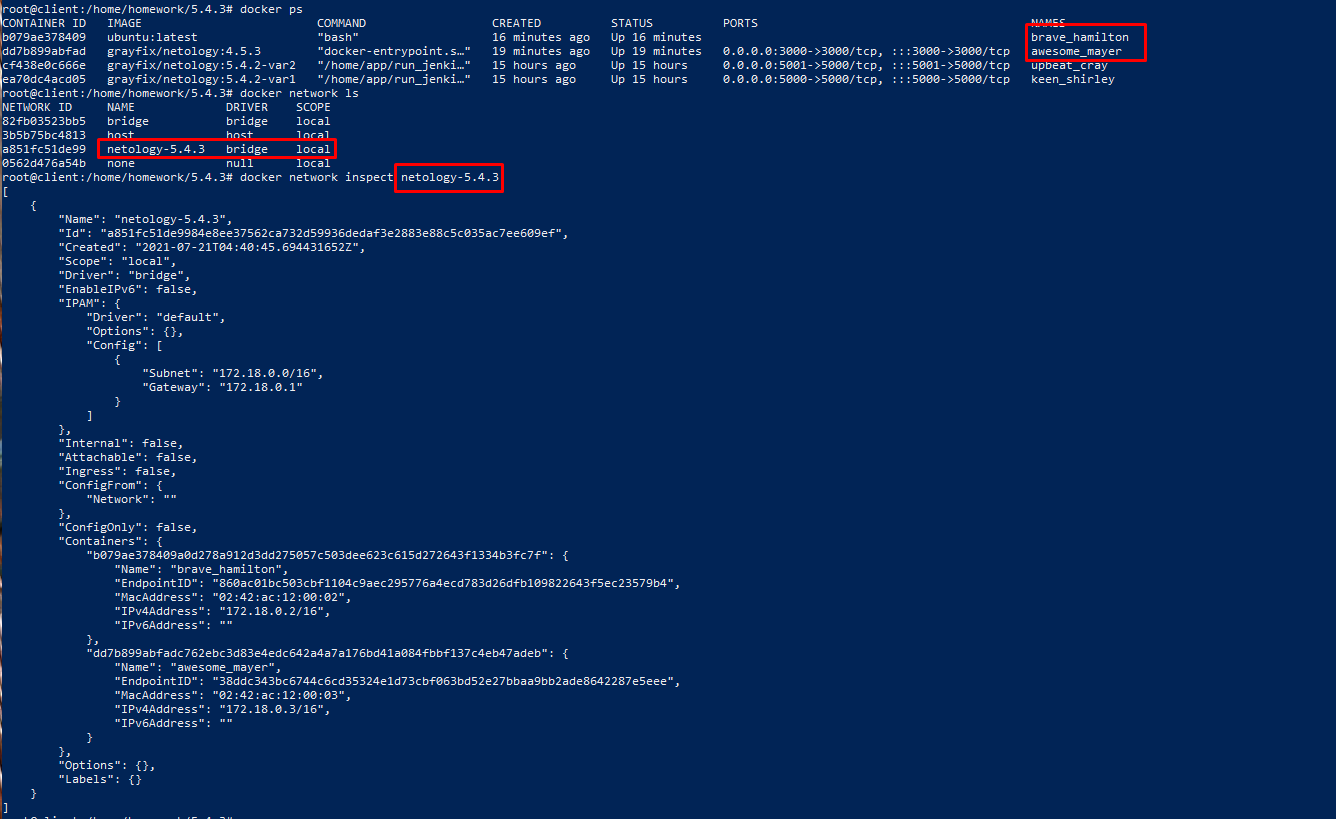 root@client:/home/homework/5.4.3# docker ps
CONTAINER ID   IMAGE                        COMMAND                  CREATED          STATUS          PORTS                                       NAMES
b079ae378409   ubuntu:latest                "bash"                   16 minutes ago   Up 16 minutes                                               brave_hamilton
dd7b899abfad   grayfix/netology:4.5.3       "docker-entrypoint.s…"   19 minutes ago   Up 19 minutes   0.0.0.0:3000->3000/tcp, :::3000->3000/tcp   awesome_mayer
cf438e0c666e   grayfix/netology:5.4.2-var2  "/home/app/run_jenki…"   15 hours ago     Up 15 hours     0.0.0.0:5001->5001/tcp, :::5001->5001/tcp   upbeat_cray
ea70dc4acd05   grayfix/netology:5.4.2-var1  "/home/app/run_jenki…"   15 hours ago     Up 15 hours     0.0.0.0:5000->5000/tcp, :::5000->5000/tcp   keen_shirley
root@client:/home/homework/5.4.3# docker network ls
NETWORK ID     NAME             DRIVER    SCOPE
82fb03523bb5   bridge           bridge    local
3b5b75bc4813   host             host      local
a851fc51de99   netology-5.4.3   bridge    local
0562d476a54b   none             null      local
root@client:/home/homework/5.4.3# docker network inspect netology-5.4.3
[
    {
        "Name": "netology-5.4.3",
        "Id": "a851fc51de9984e8ee37562ca732d59936dedaf3e2883e88c5c035ac7ee609ef",
        "Created": "2021-07-21T04:40:45.694431652Z",
        "Scope": "local",
        "Driver": "bridge",
        "EnableIPv6": false,
        "IPAM": {
            "Driver": "default",
            "Options": {},
            "Config": [
                {
                    "Subnet": "172.18.0.0/16",
                    "Gateway": "172.18.0.1"
                }
            ]
        },
        "Internal": false,
        "Attachable": false,
        "Ingress": false,
        "ConfigFrom": {
            "Network": ""
        },
        "ConfigOnly": false,
        "Containers": {
            "b079ae378409a0d278a912d3dd275057c503dee623c615d272643f1334b3fc7f": {
                "Name": "brave_hamilton",
                "EndpointID": "860ac01bc503cbf1104c9aec295776a4ecd783d26dfb109822643f5ec23579b4",
                "MacAddress": "02:42:ac:12:00:02",
                "IPv4Address": "172.18.0.2/16",
                "IPv6Address": ""
            },
            "dd7b899abfadc762ebc3d83e4edc642a4a7a176bd41a084fbbf137c4eb47adeb": {
                "Name": "awesome_mayer",
                "EndpointID": "38ddc343bc6744c6cd35324e1d73cbf063bd52e27bbaa9bb2ade8642287e5eee",
                "MacAddress": "02:42:ac:12:00:03",
                "IPv4Address": "172.18.0.3/16",
                "IPv6Address": ""
            }
        },
        "Options": {},
        "Labels": {}
    }
]